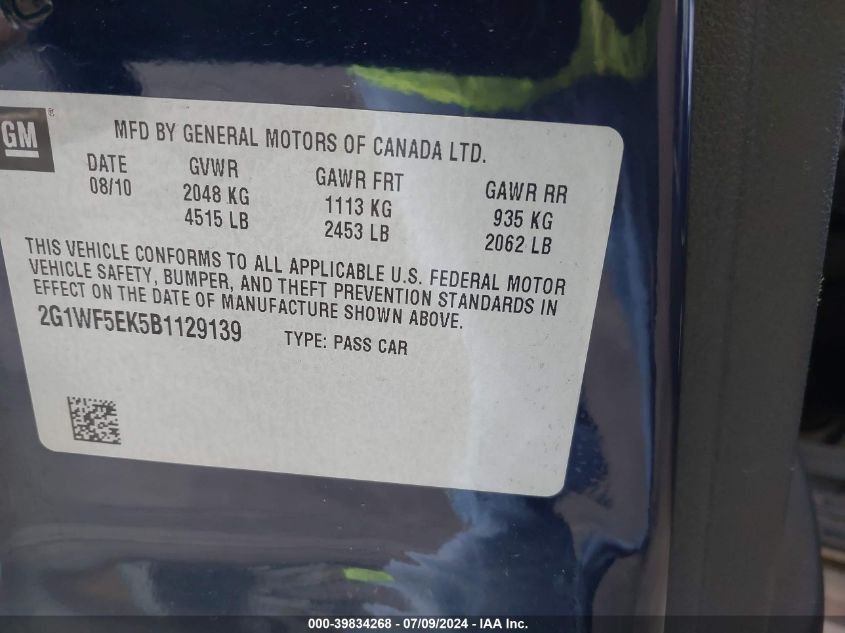 GM ®
MFD BY GENERAL MOTORS OF CANADA LTD.
DATE GVWR GAWR FRT GAWR RR
08/10 2048 KG 1113 KG 935 KG
4515 LB 2453 LB 2062 LB
THIS VEHICLE CONFORMS TO ALL APPLICABLE U.S. FEDERAL MOTOR
VEHICLE SAFETY, BUMPER, AND THEFT PREVENTION STANDARDS IN
EFFECT ON THE DATE OF MANUFACTURE SHOWN ABOVE.
2G1WF5EK5B1129139 TYPE: PASS CAR
000-39834268 - 07/09/2024 - IAA Inc.